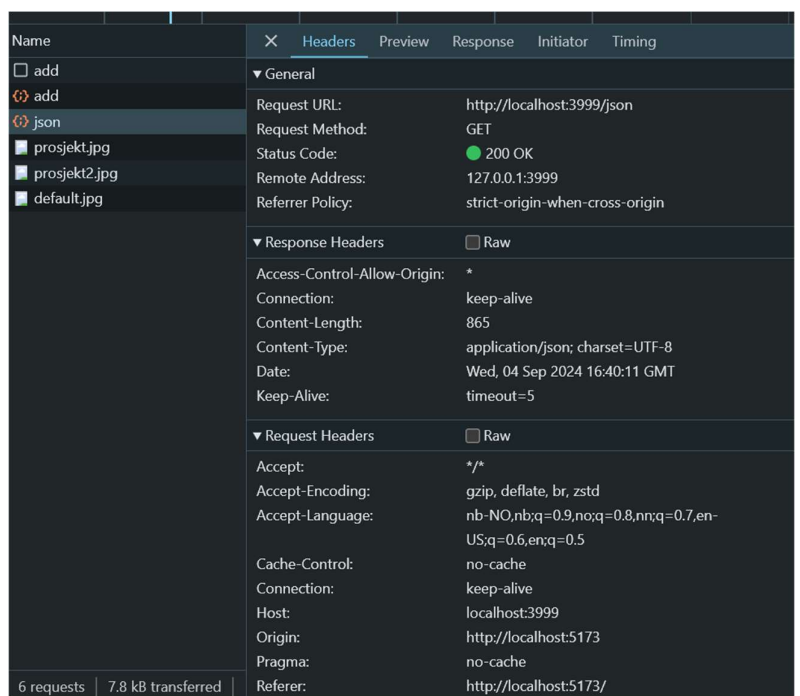 Name
add
add
json
prosjekt.jpg
prosjekt2.jpg
default.jpg
6 requests 7.8 kB transferred
Headers Preview Response Initiator Timing
General
Request URL: http://localhost:3999/json
Request Method: GET
Status Code: 200 OK
Remote Address: 127.0.0.1:3999
Referrer Policy: strict-origin-when-cross-origin
Response Headers Raw
Access-Control-Allow-Origin: *
Connection: keep-alive
Content-Length: 865
Content-Type: application/json; charset=UTF-8
Date: Wed, 04 Sep 2024 16:40:11 GMT
Keep-Alive: timeout=5
Request Headers Raw
Accept: */*
Accept-Encoding: gzip, deflate, br, zstd
Accept-Language: nb-NO,nb;q=0.9,no;q=0.8,nn;q=0.7,en-
US;q=0.6,en;q=0.5
Cache-Control: no-cache
Connection: keep-alive
Host: localhost:3999
Origin: http://localhost:5173
Pragma: no-cache
Referer: http://localhost:5173/